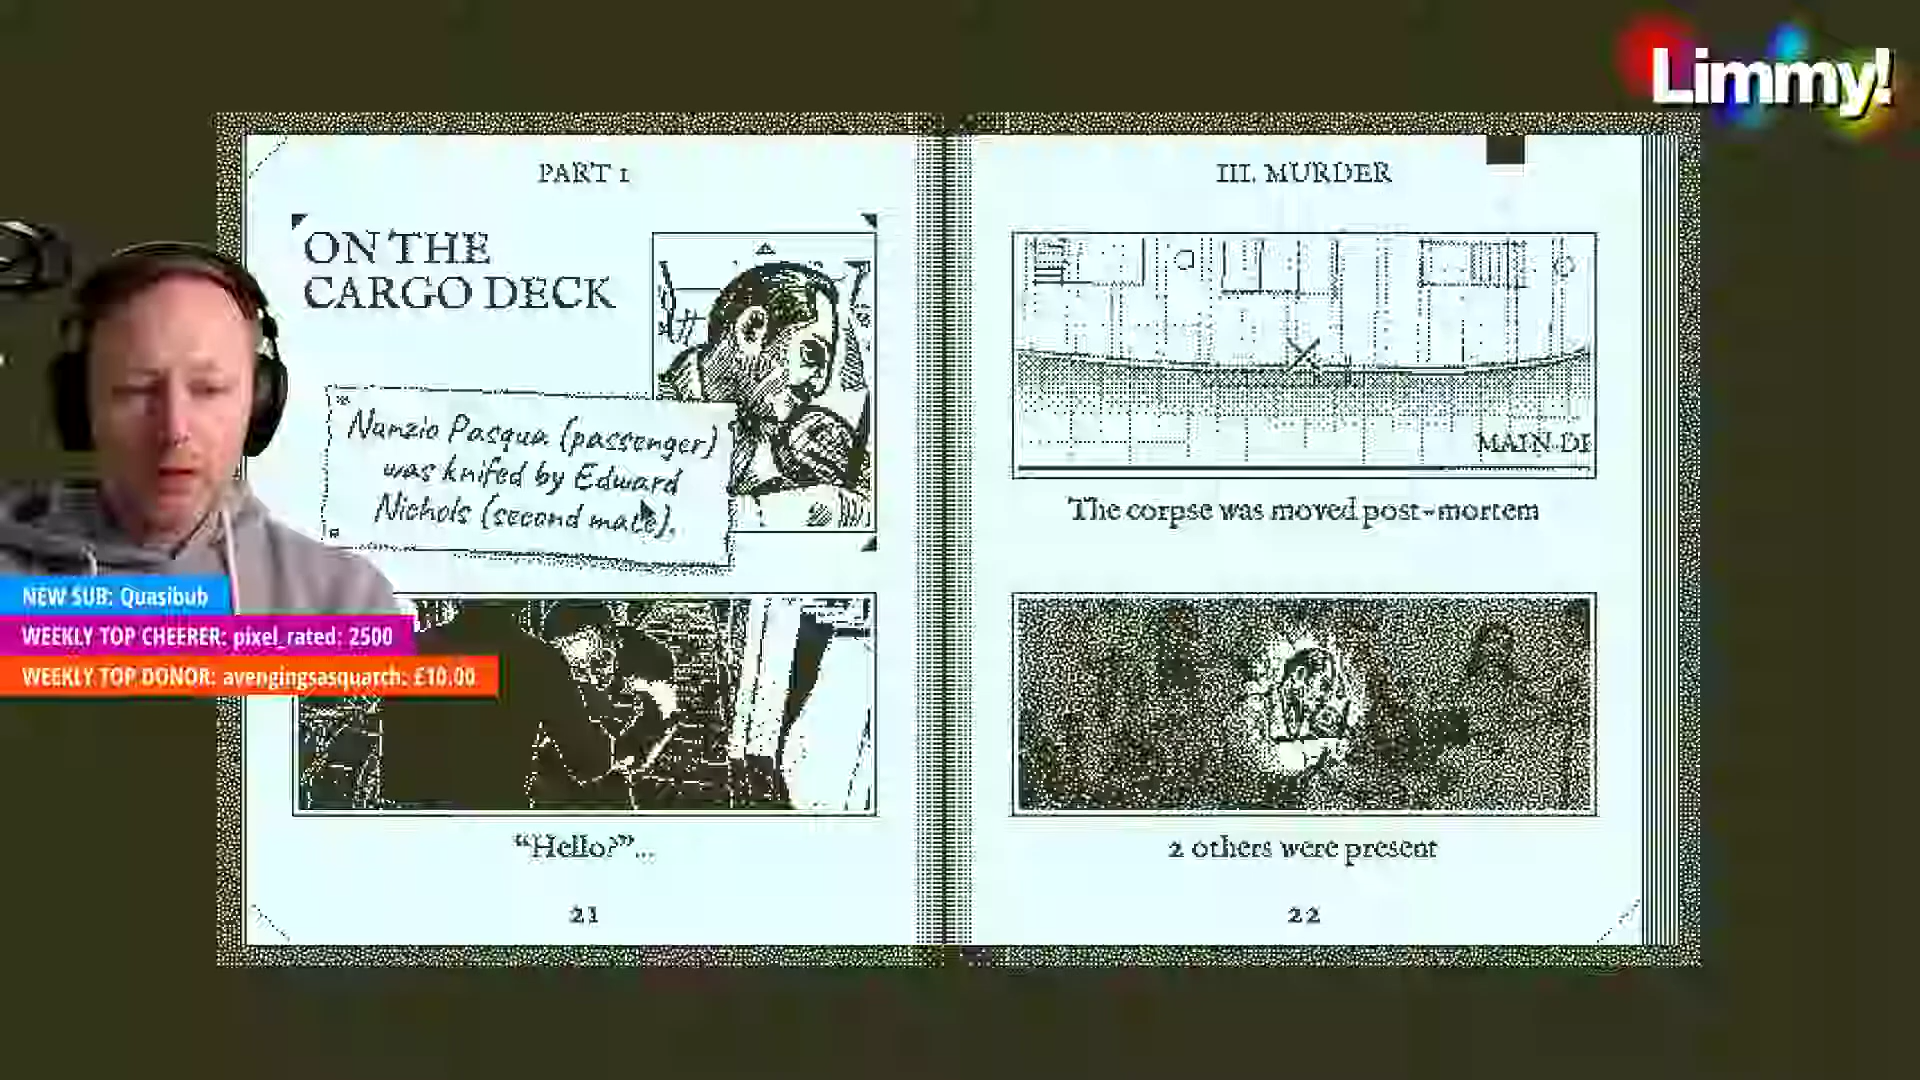 Limmy!
PART 1
ON THE
CARGO DECK
Nunzio Pasqua (passenger)
was knifed by Edward
Nichols (second mate).
"Hello?"...
21
III. MURDER
MAIN DE
The corpse was moved post-mortem
2 others were present
22
NEW SUB: Quasibub
WEEKLY TOP CHEERER: pixel_rated: 2500
WEEKLY TOP DONOR: avengingsasquatch: £10.00